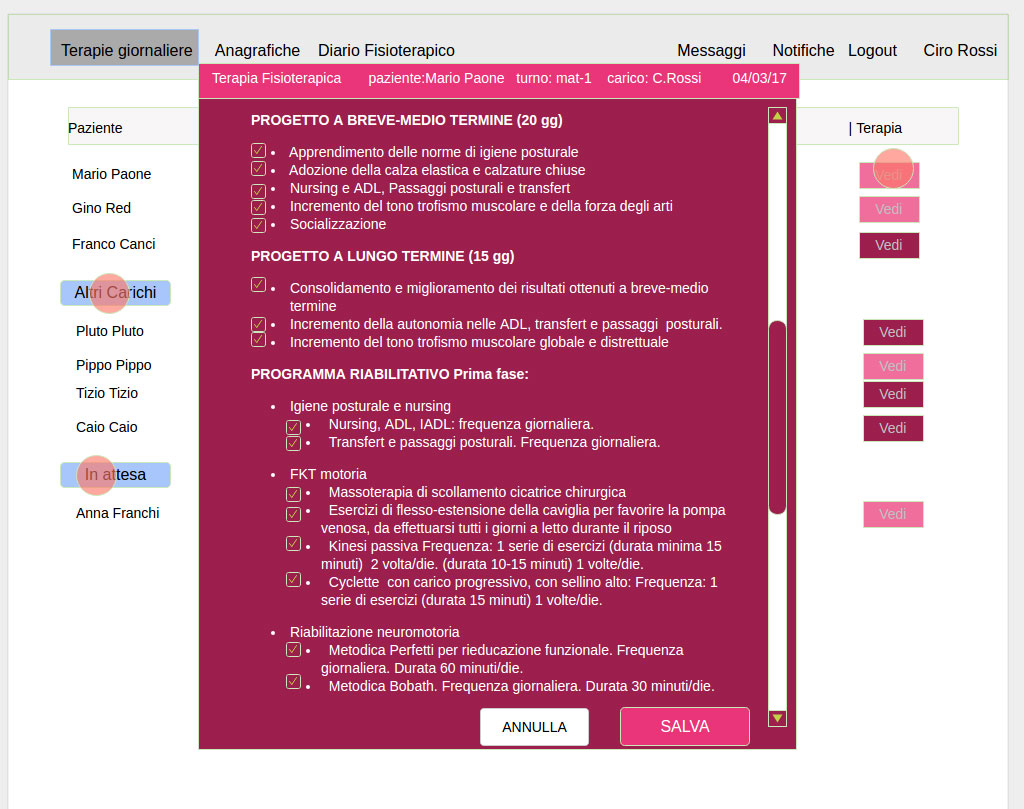 Terapie giornaliere Anagrafiche Diario Fisioterapico Messaggi Notifiche Logout Ciro Rossi
Terapia Fisioterapica paziente:Mario Paone turno: mat-1 carico: C.Rossi 04/03/17
Paziente
| Terapia
Mario Paone Vedi
Gino Red Vedi
Franco Canci Vedi
Altri Carichi
Pluto Pluto Vedi
Pippo Pippo Vedi
Tizio Tizio Vedi
Caio Caio Vedi
In attesa
Anna Franchi Vedi
PROGETTO A BREVE-MEDIO TERMINE (20 gg)
• Apprendimento delle norme di igiene posturale
• Adozione della calza elastica e calzature chiuse
• Nursing e ADL, Passaggi posturali e transfert
• Incremento del tono trofismo muscolare e della forza degli arti
• Socializzazione
PROGETTO A LUNGO TERMINE (15 gg)
• Consolidamento e miglioramento dei risultati ottenuti a breve-medio
termine
• Incremento della autonomia nelle ADL, transfert e passaggi posturali.
• Incremento del tono trofismo muscolare globale e distrettuale
PROGRAMMA RIABILITATIVO Prima fase:
• Igiene posturale e nursing
• Nursing, ADL, IADL: frequenza giornaliera.
• Transfert e passaggi posturali. Frequenza giornaliera.
• FKT motoria
• Massoterapia di scollamento cicatrice chirurgica
• Esercizi di flesso-estensione della caviglia per favorire la pompa
venosa, da effettuarsi tutti i giorni a letto durante il riposo
• Kinesi passiva Frequenza: 1 serie di esercizi (durata minima 15
minuti) 2 volta/die. (durata 10-15 minuti) 1 volte/die.
• Cyclette con carico progressivo, con sellino alto: Frequenza: 1
serie di esercizi (durata 15 minuti) 1 volte/die.
• Riabilitazione neuromotoria
• Metodica Perfetti per rieducazione funzionale. Frequenza
giornaliera. Durata 60 minuti/die.
• Metodica Bobath. Frequenza giornaliera. Durata 30 minuti/die.
ANNULLA SALVA